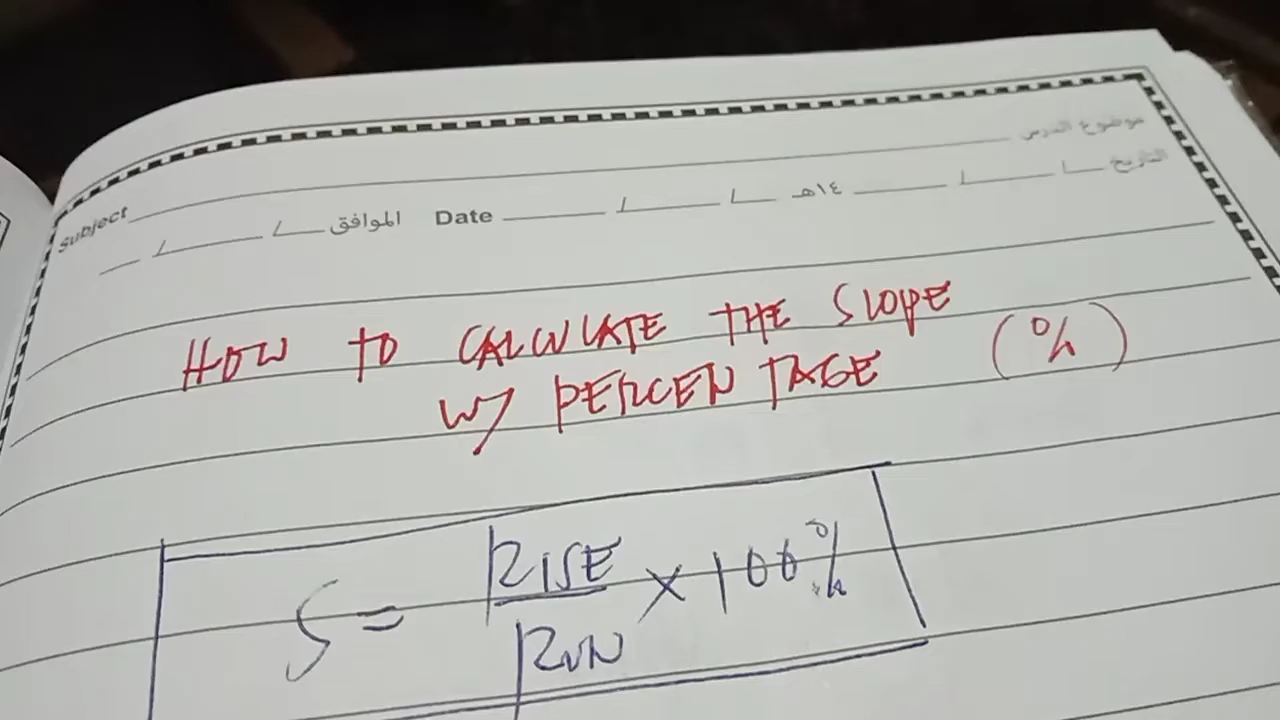 موضوع الدرس
Subject
التاريخ / / ١٤هـ
Date / / الموافق / /
HOW TO CALCULATE THE SLOPE
W/ PERCENTAGE (%)
S = RISE/RUN × 100%